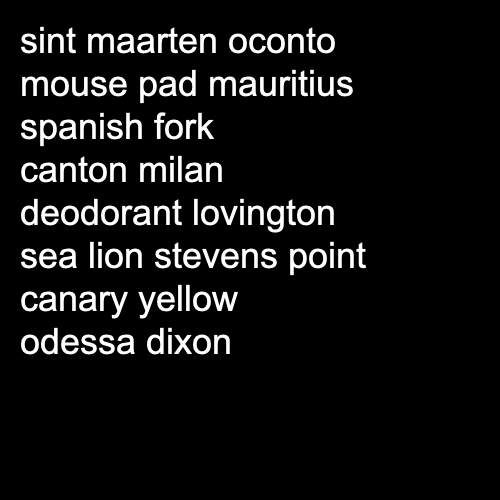 sint maarten oconto
mouse pad mauritius
spanish fork
canton milan
deodorant lovington
sea lion stevens point
canary yellow
odessa dixon